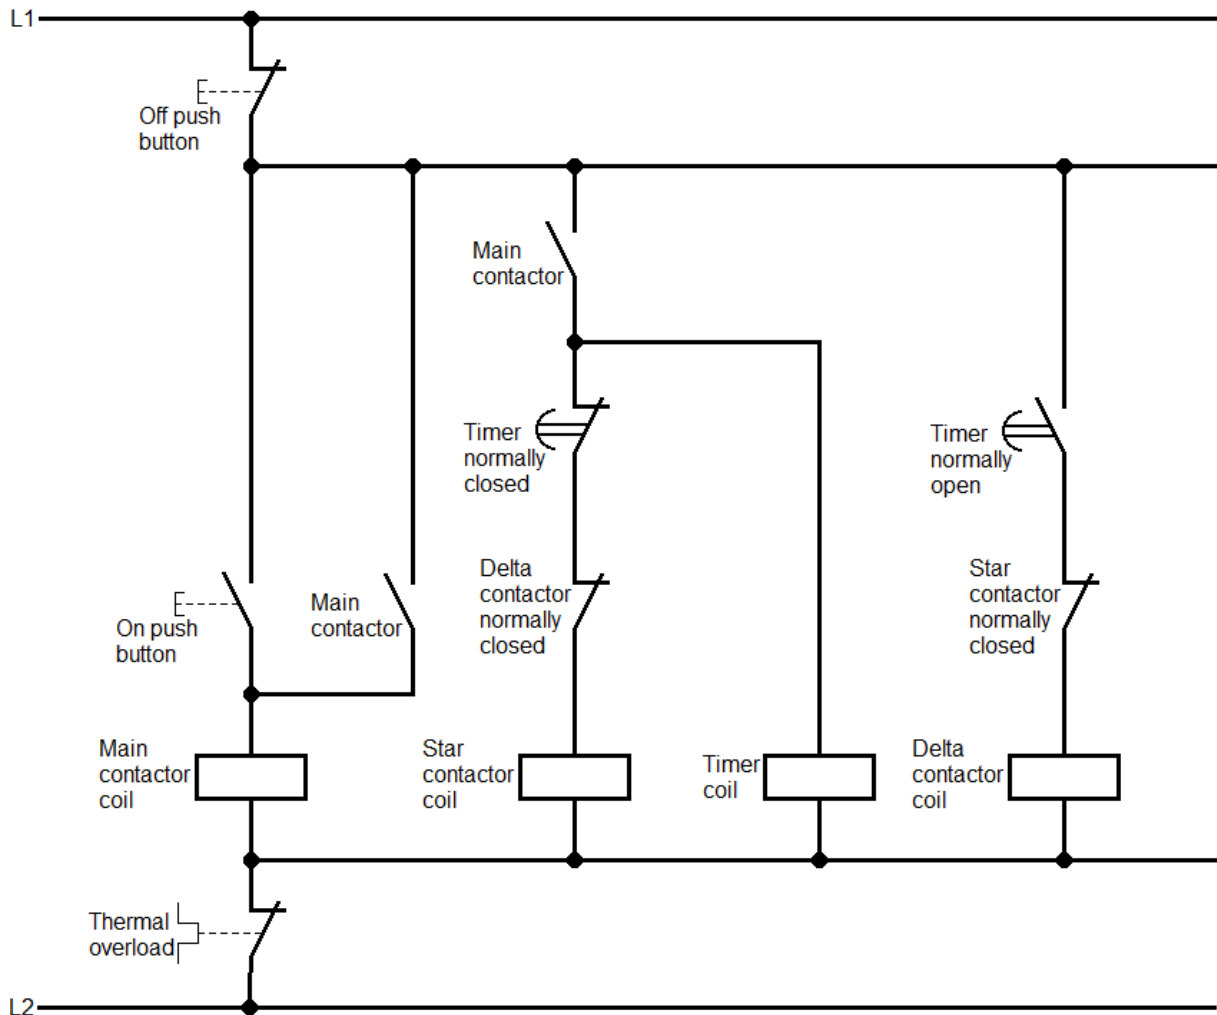 L1
Off push
button
Main
contactor
Timer
normally
closed
Timer
normally
open
On push
button
Main
contactor
Delta
contactor
normally
closed
Star
contactor
normally
closed
Main
contactor
coil
Star
contactor
coil
Timer
coil
Delta
contactor
coil
Thermal
overload
L2